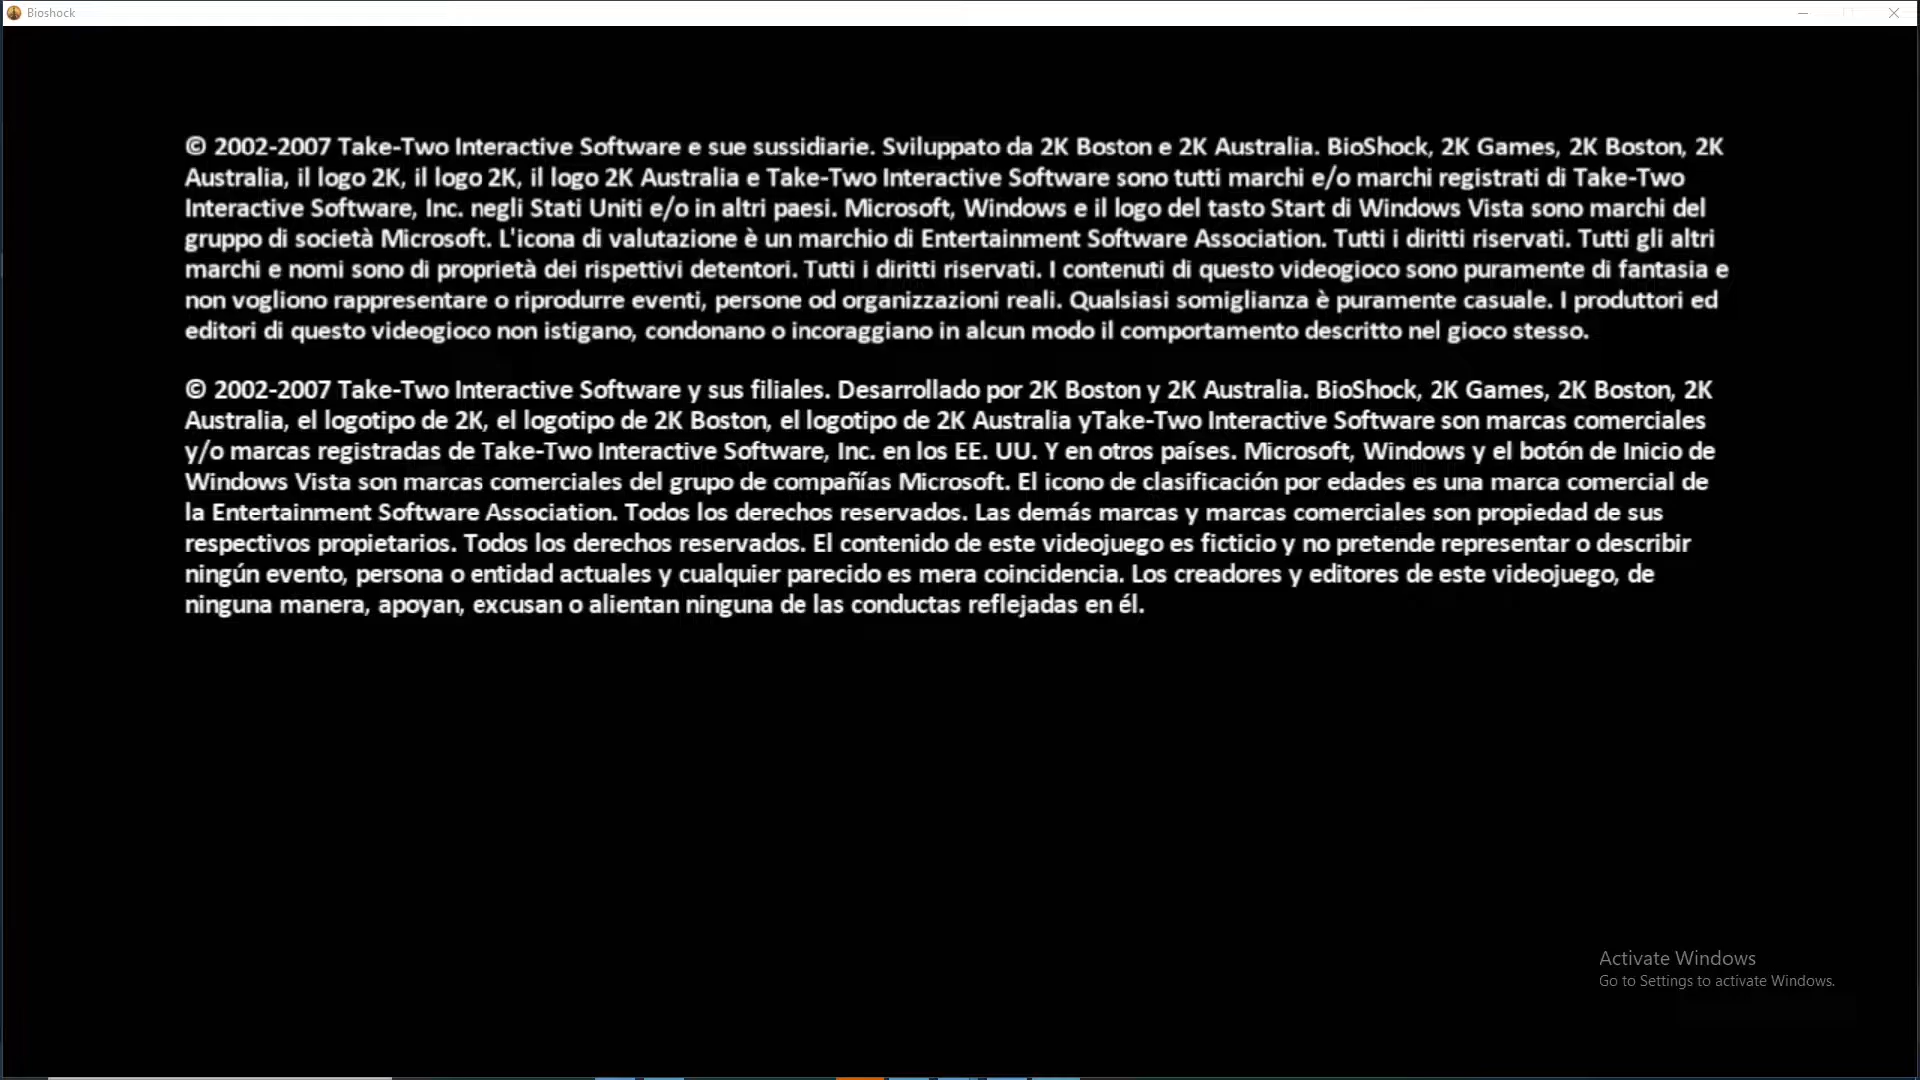 Bioshock
© 2002-2007 Take-Two Interactive Software e sue sussidiarie. Sviluppato da 2K Boston e 2K Australia. BioShock, 2K Games, 2K Boston, 2K
Australia, il logo 2K, il logo 2K, il logo 2K Australia e Take-Two Interactive Software sono tutti marchi e/o marchi registrati di Take-Two
Interactive Software, Inc. negli Stati Uniti e/o in altri paesi. Microsoft, Windows e il logo del tasto Start di Windows Vista sono marchi del
gruppo di società Microsoft. L'icona di valutazione è un marchio di Entertainment Software Association. Tutti i diritti riservati. Tutti gli altri
marchi e nomi sono di proprietà dei rispettivi detentori. Tutti i diritti riservati. I contenuti di questo videogioco sono puramente di fantasia e
non vogliono rappresentare o riprodurre eventi, persone od organizzazioni reali. Qualsiasi somiglianza è puramente casuale. I produttori ed
editori di questo videogioco non istigano, condonano o incoraggiano in alcun modo il comportamento descritto nel gioco stesso.
© 2002-2007 Take-Two Interactive Software y sus filiales. Desarrollado por 2K Boston y 2K Australia. BioShock, 2K Games, 2K Boston, 2K
Australia, el logotipo de 2K, el logotipo de 2K Boston, el logotipo de 2K Australia yTake-Two Interactive Software son marcas comerciales
y/o marcas registradas de Take-Two Interactive Software, Inc. en los EE. UU. Y en otros países. Microsoft, Windows y el botón de Inicio de
Windows Vista son marcas comerciales del grupo de compañías Microsoft. El icono de clasificación por edades es una marca comercial de
la Entertainment Software Association. Todos los derechos reservados. Las demás marcas y marcas comerciales son propiedad de sus
respectivos propietarios. Todos los derechos reservados. El contenido de este videojuego es ficticio y no pretende representar o describir
ningún evento, persona o entidad actuales y cualquier parecido es mera coincidencia. Los creadores y editores de este videojuego, de
ninguna manera, apoyan, excusan o alientan ninguna de las conductas reflejadas en él.
Activate Windows
Go to Settings to activate Windows.